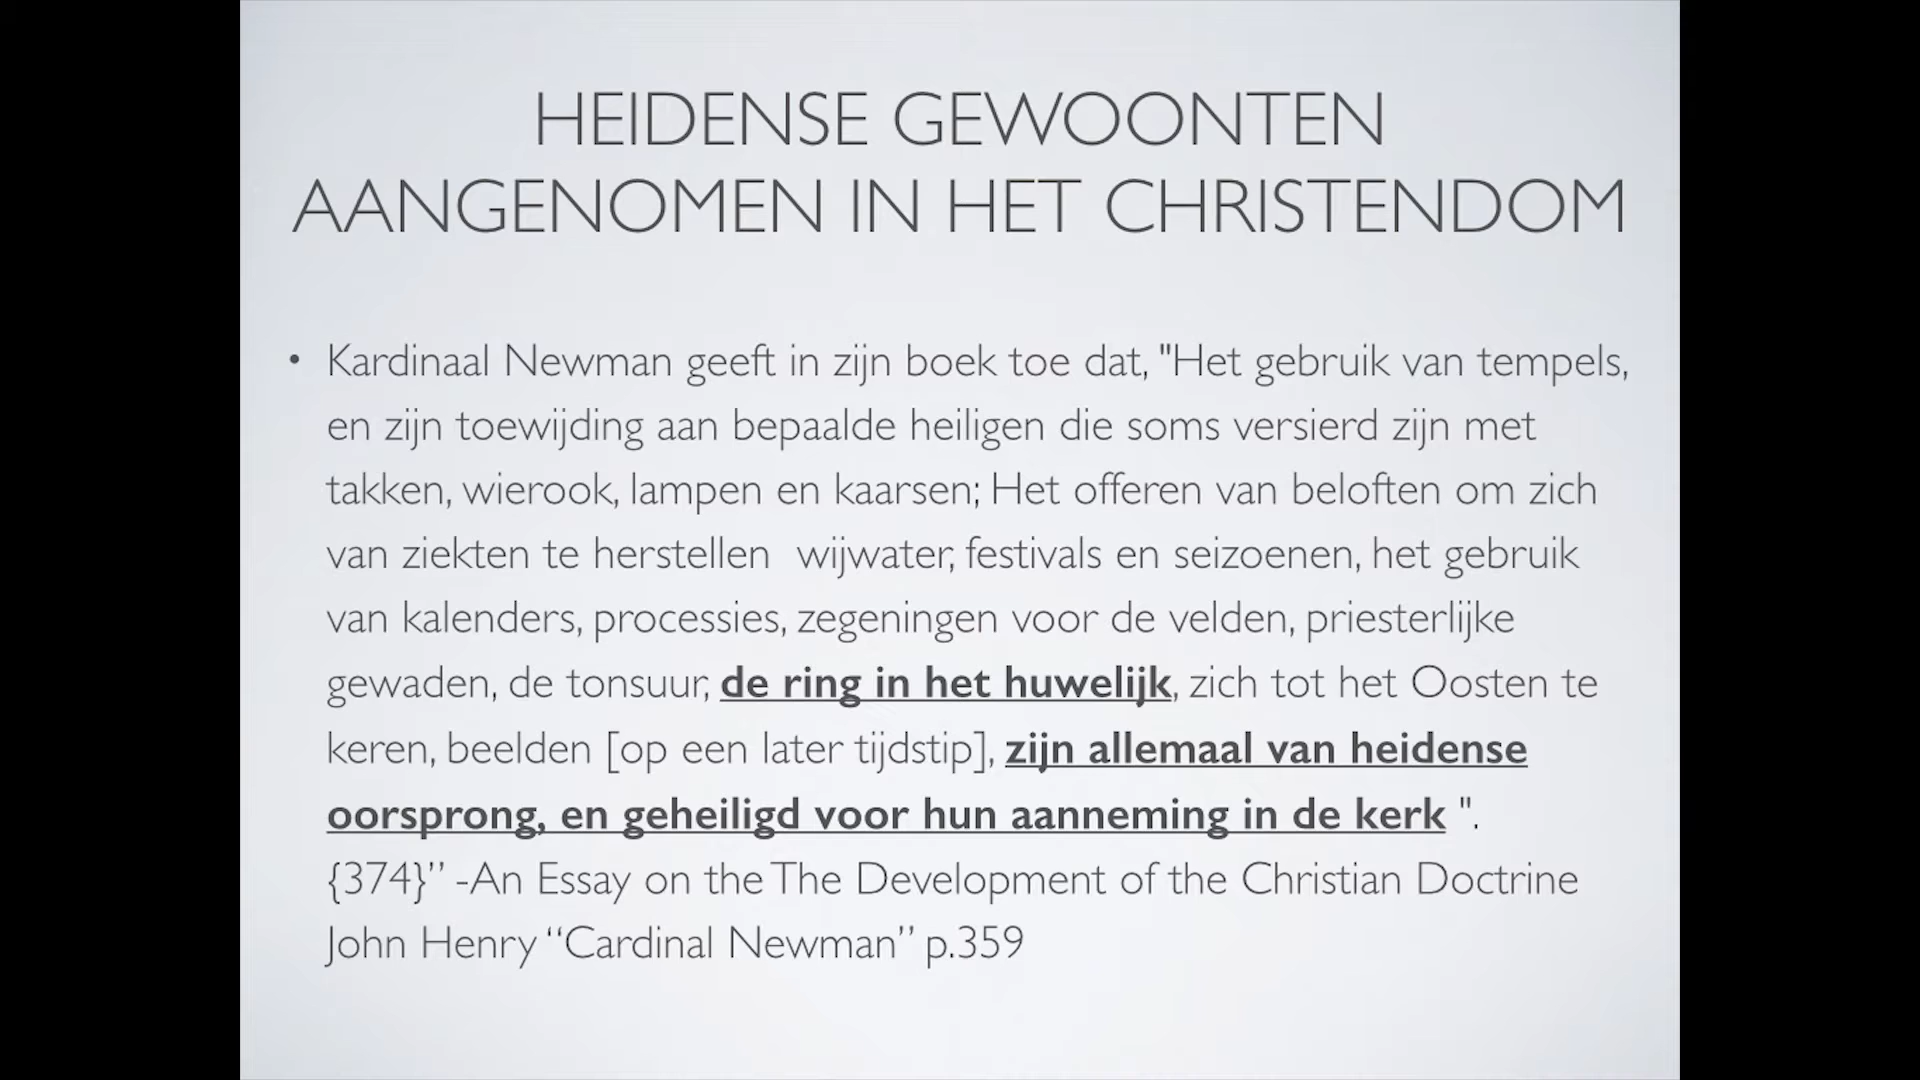 HEIDENSE GEWOONTEN
AANGENOMEN IN HET CHRISTENDOM
• Kardinaal Newman geeft in zijn boek toe dat, "Het gebruik van tempels,
en zijn toewijding aan bepaalde heiligen die soms versierd zijn met
takken, wierook, lampen en kaarsen; Het offeren van beloften om zich
van ziekten te herstellen  wijwater, festivals en seizoenen, het gebruik
van kalenders, processies, zegeningen voor de velden, priesterlijke
gewaden, de tonsuur, de ring in het huwelijk, zich tot het Oosten te
keren, beelden [op een later tijdstip], zijn allemaal van heidense
oorsprong, en geheiligd voor hun aanneming in de kerk ".
{374}” -An Essay on the The Development of the Christian Doctrine
John Henry “Cardinal Newman” p.359